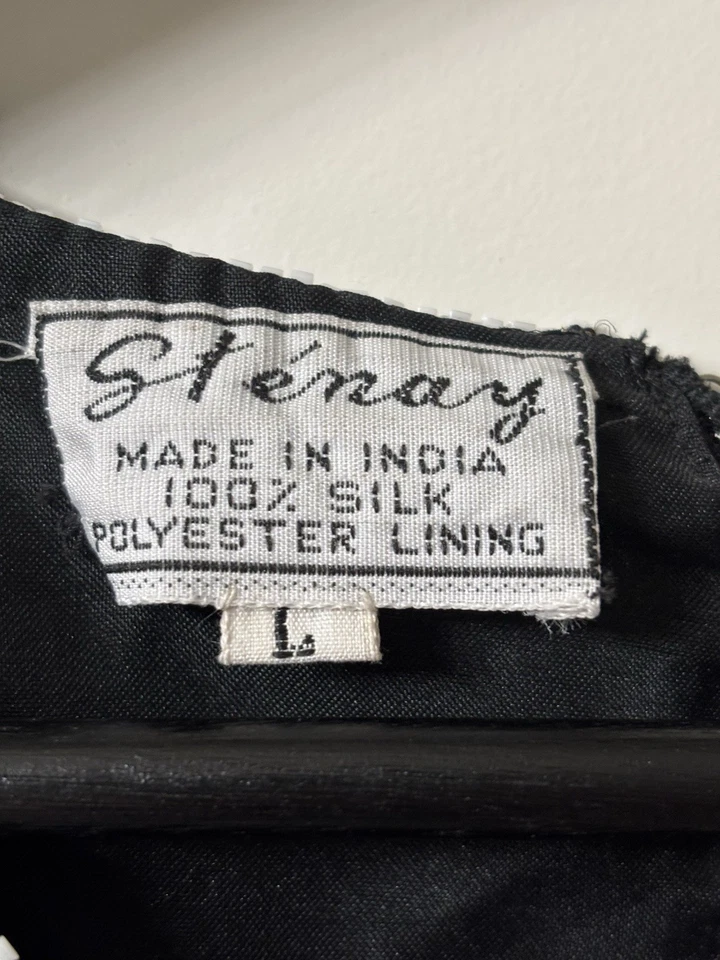 Sténay
MADE IN INDIA
100% SILK
POLYESTER LINING
L